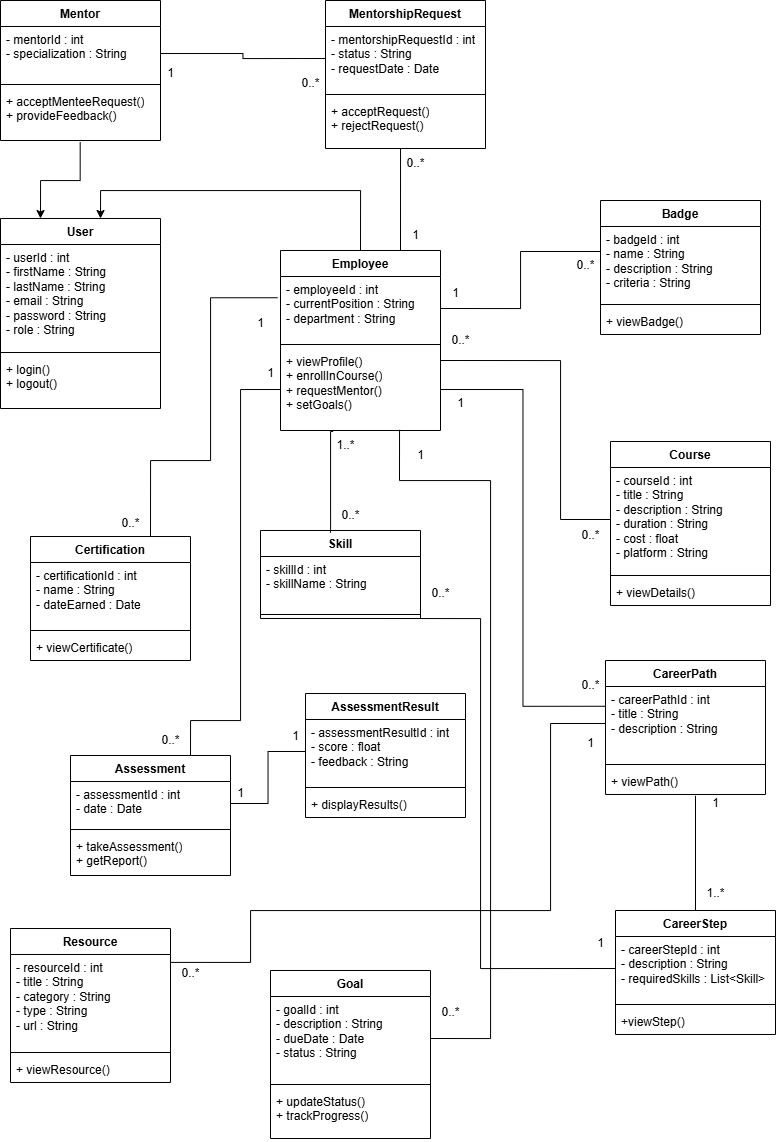 Mentor
- mentorId : int
- specialization : String
+ acceptMenteeRequest()
+ provideFeedback()
1
0..*
MentorshipRequest
- mentorshipRequestId : int
- status : String
- requestDate : Date
+ acceptRequest()
+ rejectRequest()
0..*
1
User
- userId : int
- firstName : String
- lastName : String
- email : String
- password : String
- role : String
+ login()
+ logout()
Employee
- employeeId : int
- currentPosition : String
- department : String
+ viewProfile()
+ enrollInCourse()
+ requestMentor()
+ setGoals()
1
1
1
0..*
1
1..*
1
Badge
- badgeId : int
- name : String
- description : String
- criteria : String
+ viewBadge()
0..*
Course
- courseId : int
- title : String
- description : String
- duration : String
- cost : float
- platform : String
+ viewDetails()
0..*
0..*
Certification
- certificationId : int
- name : String
- dateEarned : Date
+ viewCertificate()
0..*
Skill
- skillId : int
- skillName : String
0..*
CareerPath
- careerPathId : int
- title : String
- description : String
+ viewPath()
0..*
1
1
AssessmentResult
- assessmentResultId : int
- score : float
- feedback : String
+ displayResults()
1
0..*
Assessment
- assessmentId : int
- date : Date
+ takeAssessment()
+ getReport()
1
1..*
CareerStep
- careerStepId : int
- description : String
- requiredSkills : List<Skill>
+viewStep()
1
Resource
- resourceId : int
- title : String
- category : String
- type : String
- url : String
+ viewResource()
0..*
Goal
- goalId : int
- description : String
- dueDate : Date
- status : String
+ updateStatus()
+ trackProgress()
0..*